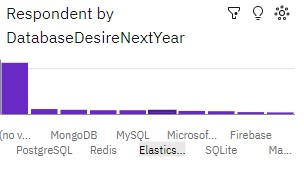 Respondent by
DatabaseDesireNextYear
(no v... MongoDB MySQL Microsof... Firebase
PostgreSQL Redis Elastics... SQLite Ma...